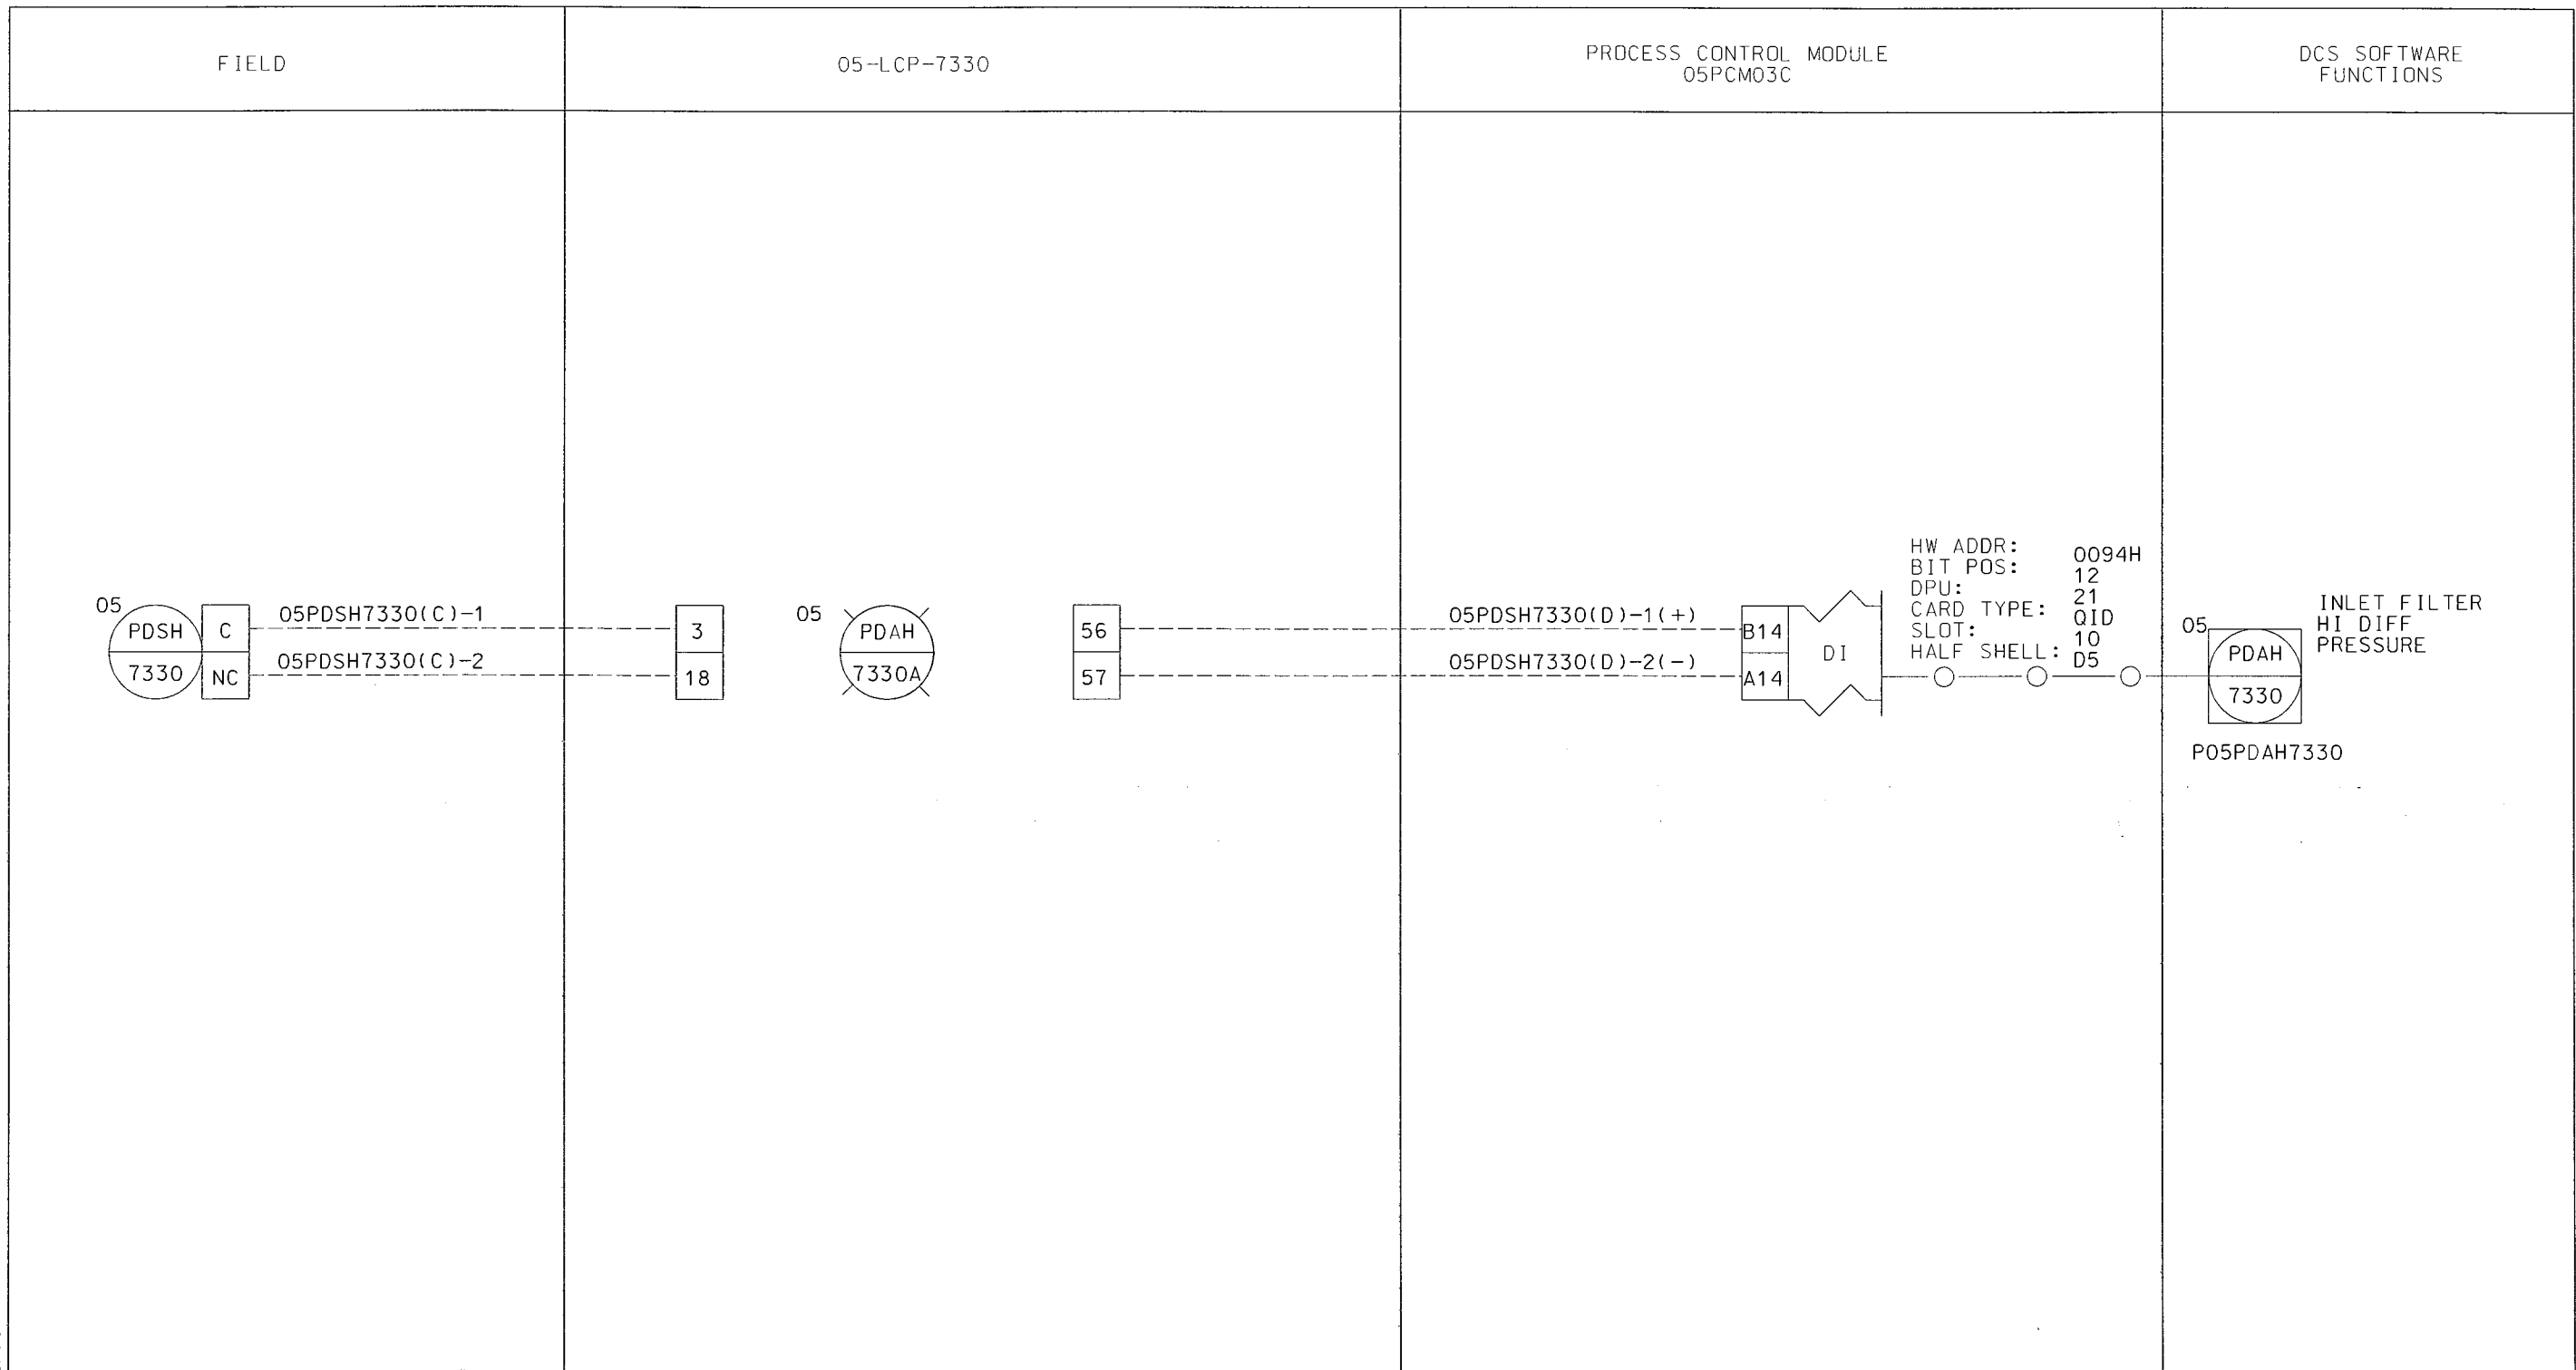 FIELD
05-LCP-7330
PROCESS CONTROL MODULE
05PCM03C
DCS SOFTWARE
FUNCTIONS
05
PDSH
7330
C
NC
05PDSH7330(C)-1
05PDSH7330(C)-2
3
18
05
PDAH
7330A
56
57
05PDSH7330(D)-1(+)
05PDSH7330(D)-2(-)
B14
A14
DI
HW ADDR: 0094H
BIT POS: 12
DPU: 21
CARD TYPE: QID
SLOT: 10
HALF SHELL: D5
05
PDAH
7330
INLET FILTER
HI DIFF
PRESSURE
P05PDAH7330